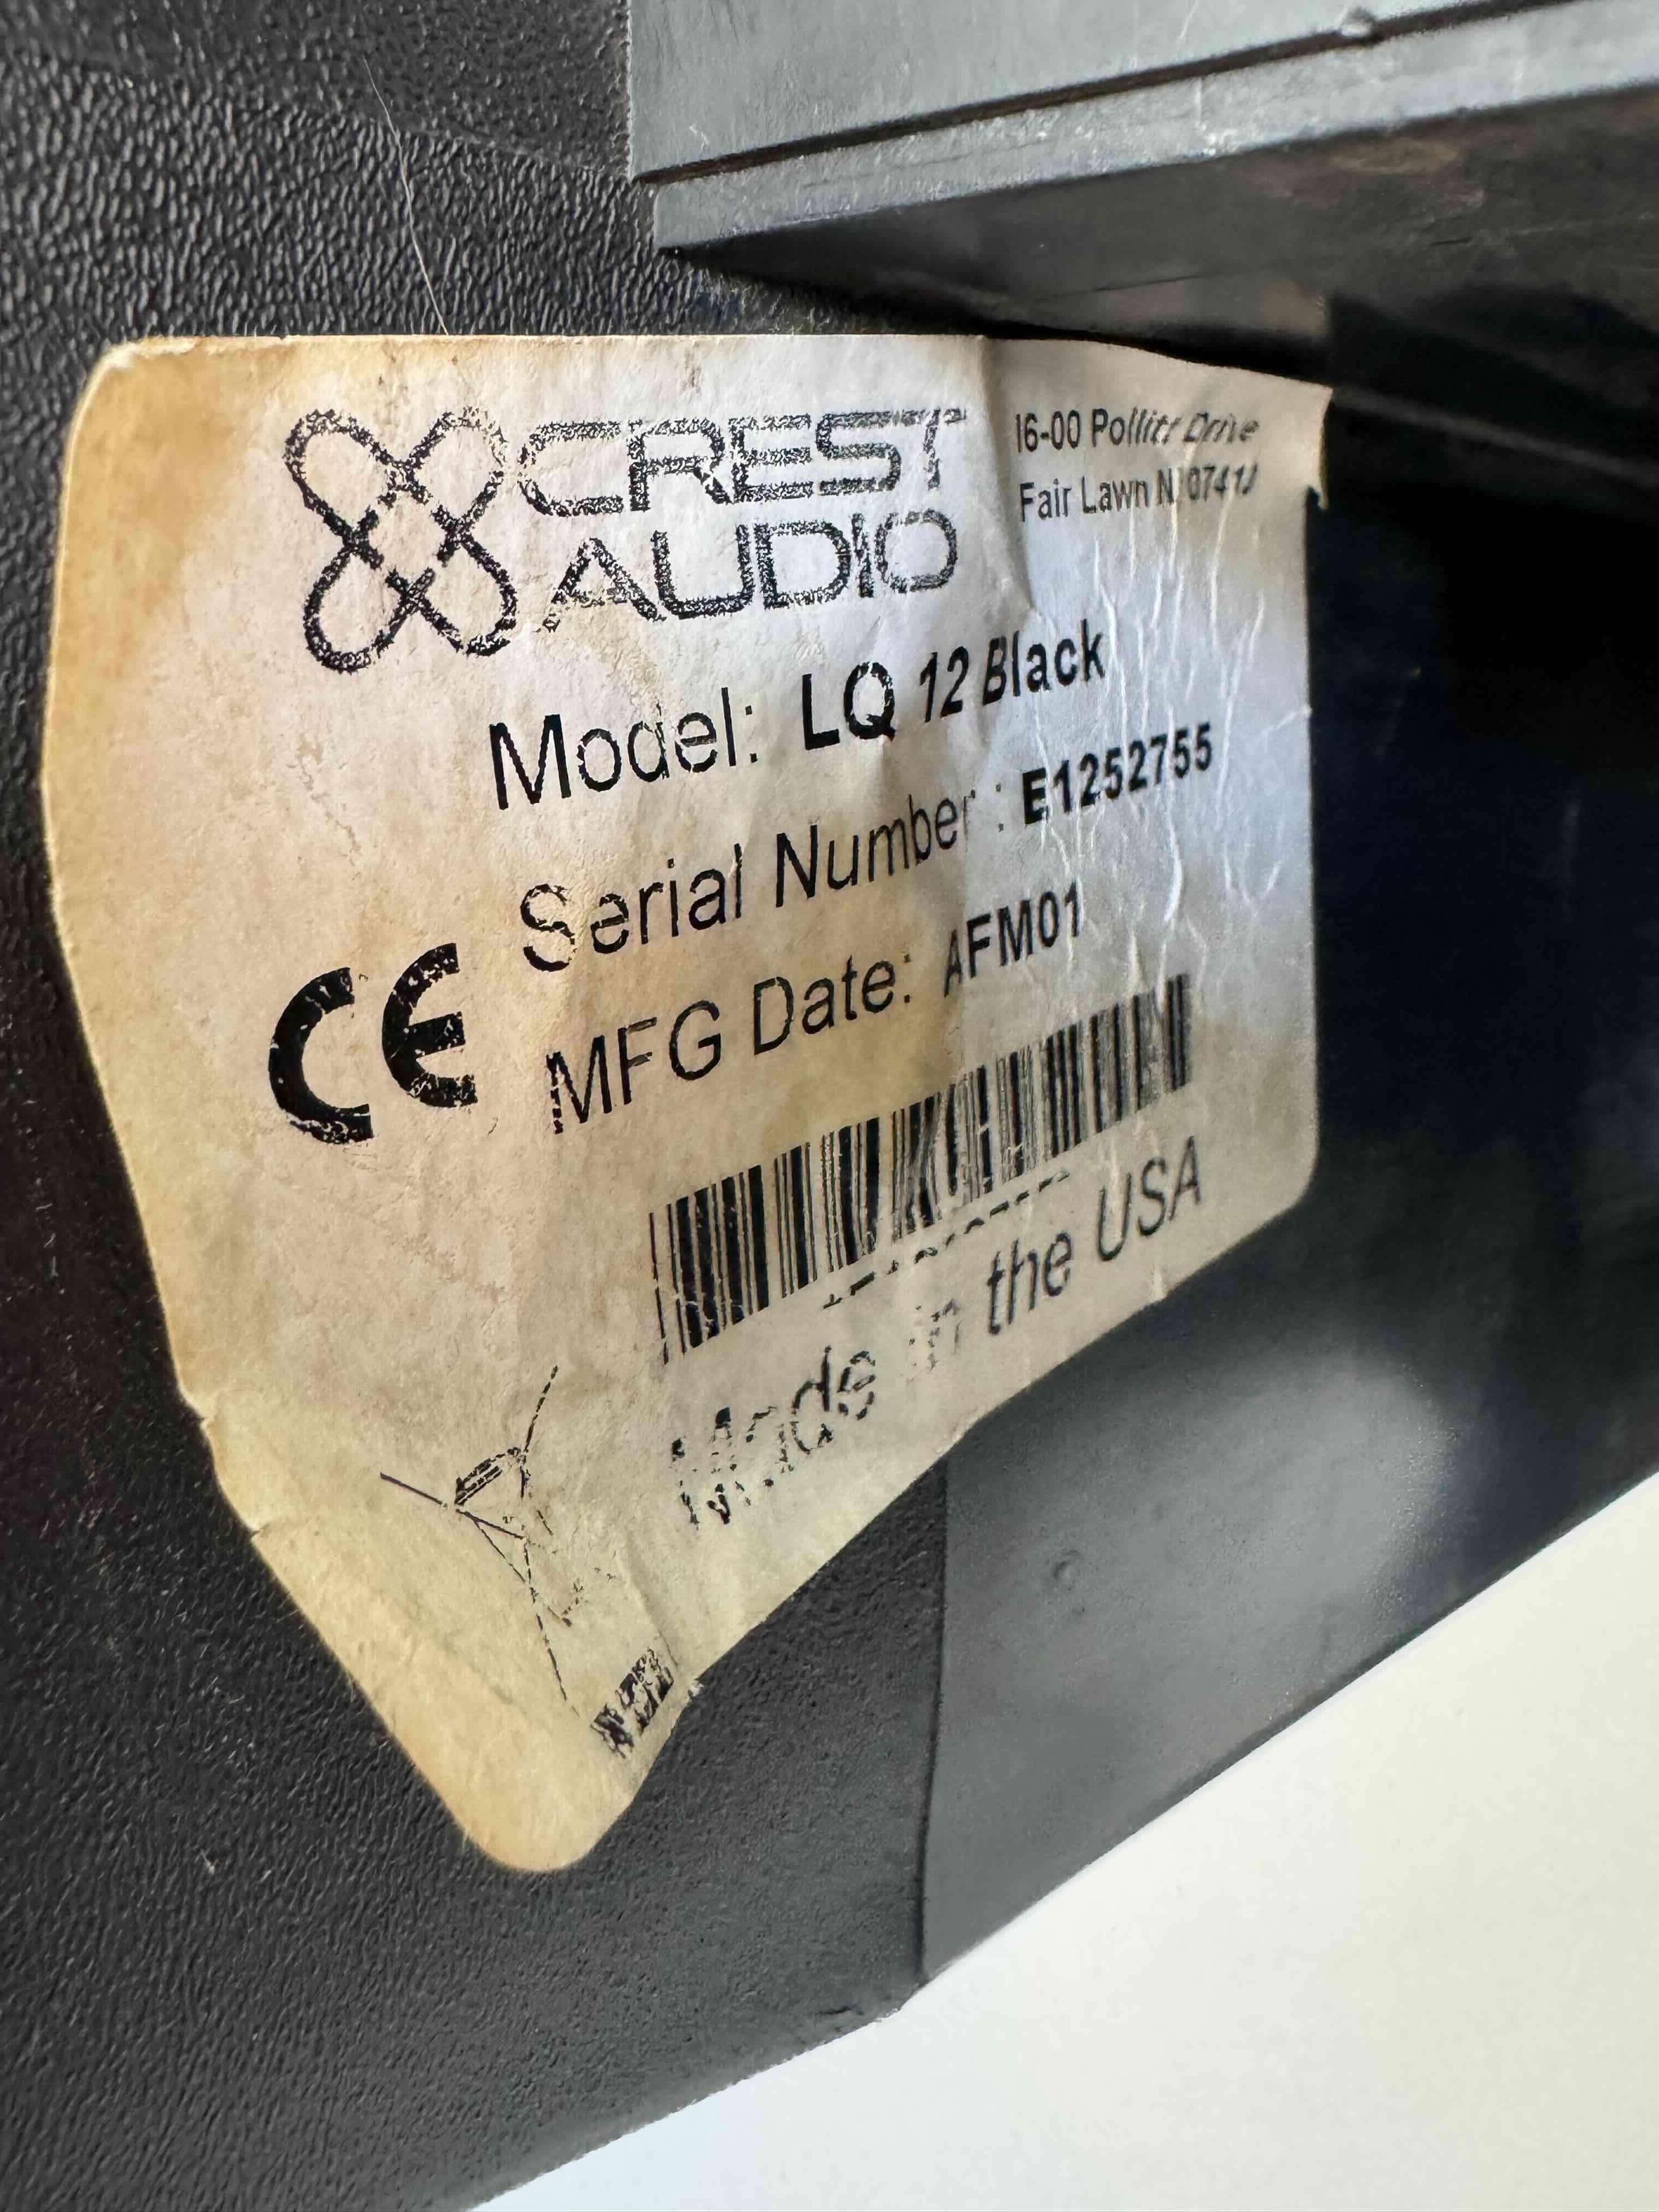 CREST
AUDIO
16-00 Pollitt Drive
Fair Lawn NJ 07411
Model: LQ 12 Black
Serial Number : E1252755
MFG Date: AFM01
CE
Made in the USA